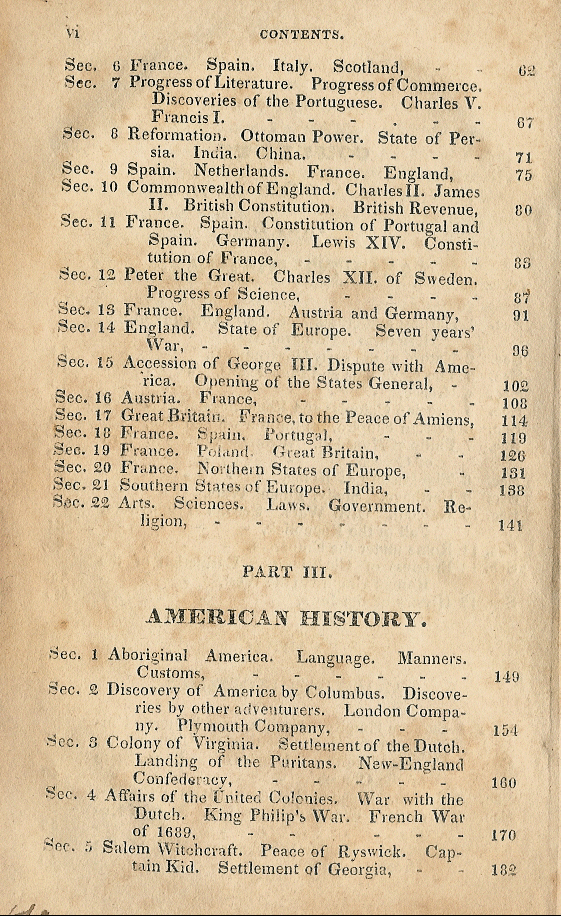 vi CONTENTS.
Sec. 6 France. Spain. Italy. Scotland, - - 62
Sec. 7 Progress of Literature. Progress of Commerce.
Discoveries of the Portuguese. Charles V.
Francis I. - - - - - - 67
Sec. 8 Reformation. Ottoman Power. State of Per-
sia. India. China. - - - - 71
Sec. 9 Spain. Netherlands. France. England, 75
Sec. 10 Commonwealth of England. Charles II. James
II. British Constitution. British Revenue, 80
Sec. 11 France. Spain. Constitution of Portugal and
Spain. Germany. Lewis XIV. Consti-
tution of France, - - - - - 83
Sec. 12 Peter the Great. Charles XII. of Sweden.
Progress of Science, - - - - 87
Sec. 13 France. England. Austria and Germany, 91
Sec. 14 England. State of Europe. Seven years'
War, - - - - - - - 96
Sec. 15 Accession of George III. Dispute with Ame-
rica. Opening of the States General, - 102
Sec. 16 Austria. France, - - - - - 108
Sec. 17 Great Britain. France, to the Peace of Amiens, 114
Sec. 18 France. Spain. Portugal, - - - 119
Sec. 19 France. Poland. Great Britain, - - 126
Sec. 20 France. Northern States of Europe, - 131
Sec. 21 Southern States of Europe. India, - - 138
Sec. 22 Arts. Sciences. Laws. Government. Re-
ligion, - - - - - - - 141
PART III.
AMERICAN HISTORY.
Sec. 1 Aboriginal America. Language. Manners.
Customs, - - - - - - 149
Sec. 2 Discovery of America by Columbus. Discove-
ries by other adventurers. London Compa-
ny. Plymouth Company, - - - 154
Sec. 3 Colony of Virginia. Settlement of the Dutch.
Landing of the Puritans. New-England
Confederacy, - - - - - 160
Sec. 4 Affairs of the United Colonies. War with the
Dutch. King Philip's War. French War
of 1689, - - - - - - 170
Sec. 5 Salem Witchcraft. Peace of Ryswick. Cap-
tain Kid. Settlement of Georgia, - - 182